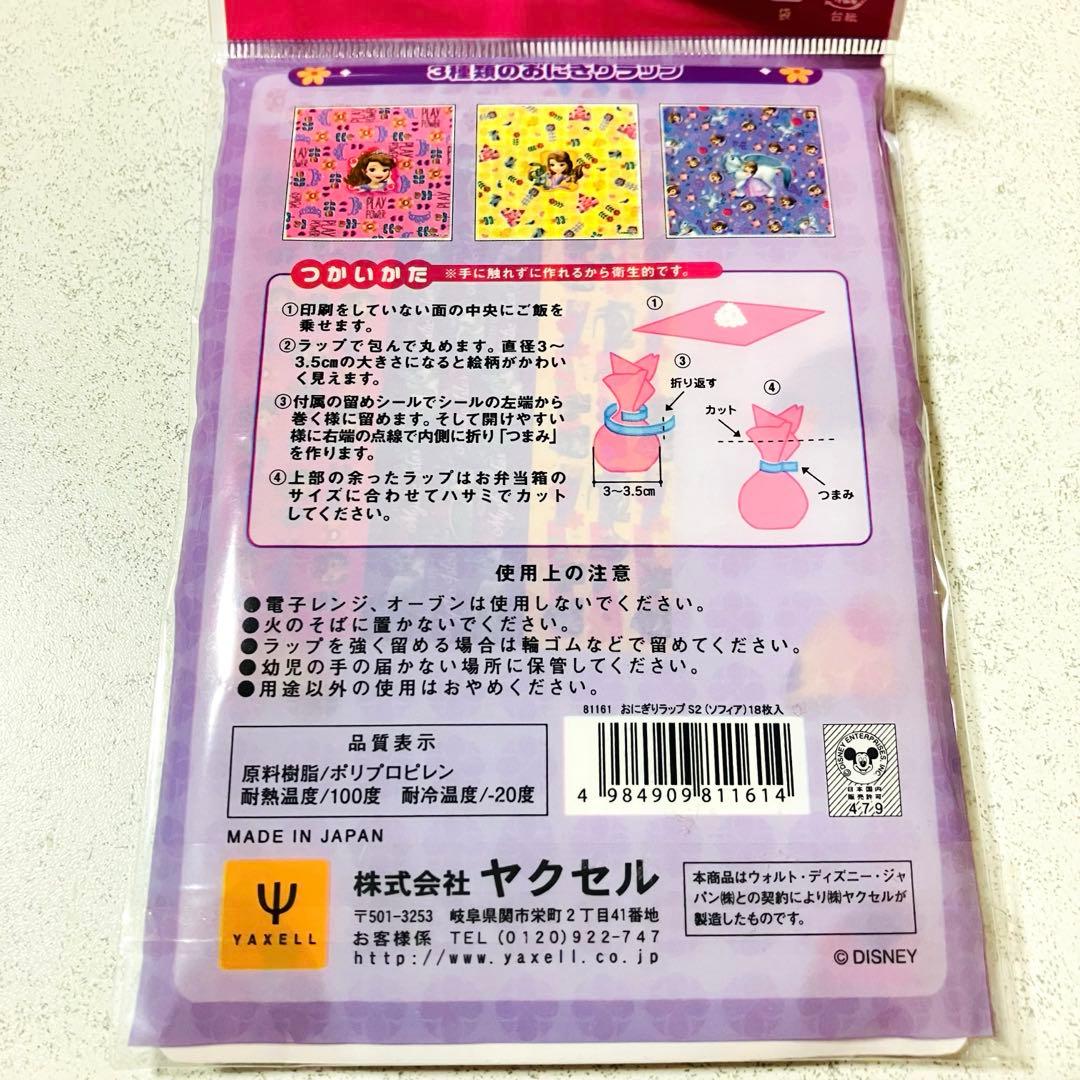 台紙
3種類のおにぎりラップ
PLAY
POWER
PLAY
POWER
PLAY
つかいかた ※手に触れずに作れるから衛生的です。
①印刷をしていない面の中央にご飯を
乗せます。
②ラップで包んで丸めます。直径3〜
3.5cmの大きさになると絵柄がかわい
く見えます。
③付属の留めシールでシールの左端から
巻く様に留めます。そして開けやすい
様に右端の点線で内側に折り「つまみ」
を作ります。
④上部の余ったラップはお弁当箱の
サイズに合わせてハサミでカット
してください。
①
③
折り返す
3〜3.5cm
④
カット
つまみ
使用上の注意
●電子レンジ、オーブンは使用しないでください。
●火のそばに置かないでください。
●ラップを強く留める場合は輪ゴムなどで留めてください。
●幼児の手の届かない場所に保管してください。
●用途以外の使用はおやめください。
81161 おにぎりラップ S2(ソフィア)18枚入
品質表示
原料樹脂/ポリプロピレン
耐熱温度/100度 耐冷温度/-20度
4 984909 811614
©DISNEY ENTERPRISES, INC.
日本国内
販売許可
479
MADE IN JAPAN
YAXELL
株式会社 ヤクセル
〒501-3253 岐阜県関市栄町2丁目41番地
お客様係 TEL (0120)922-747
http://www.yaxell.co.jp
本商品はウォルト・ディズニー・ジャ
パン㈱との契約により㈱ヤクセルが
製造したものです。
©DISNEY